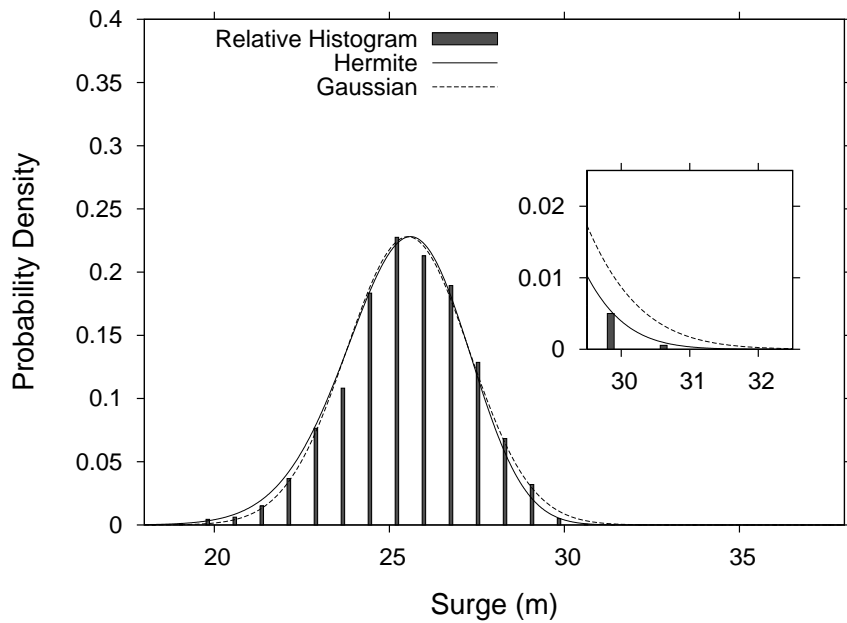 0.4
0.35
0.3
0.25
0.2
0.15
0.1
0.05
0
Probability Density
Relative Histogram
Hermite
Gaussian
0.02
0.01
0
30 31 32
20 25 30 35
Surge (m)